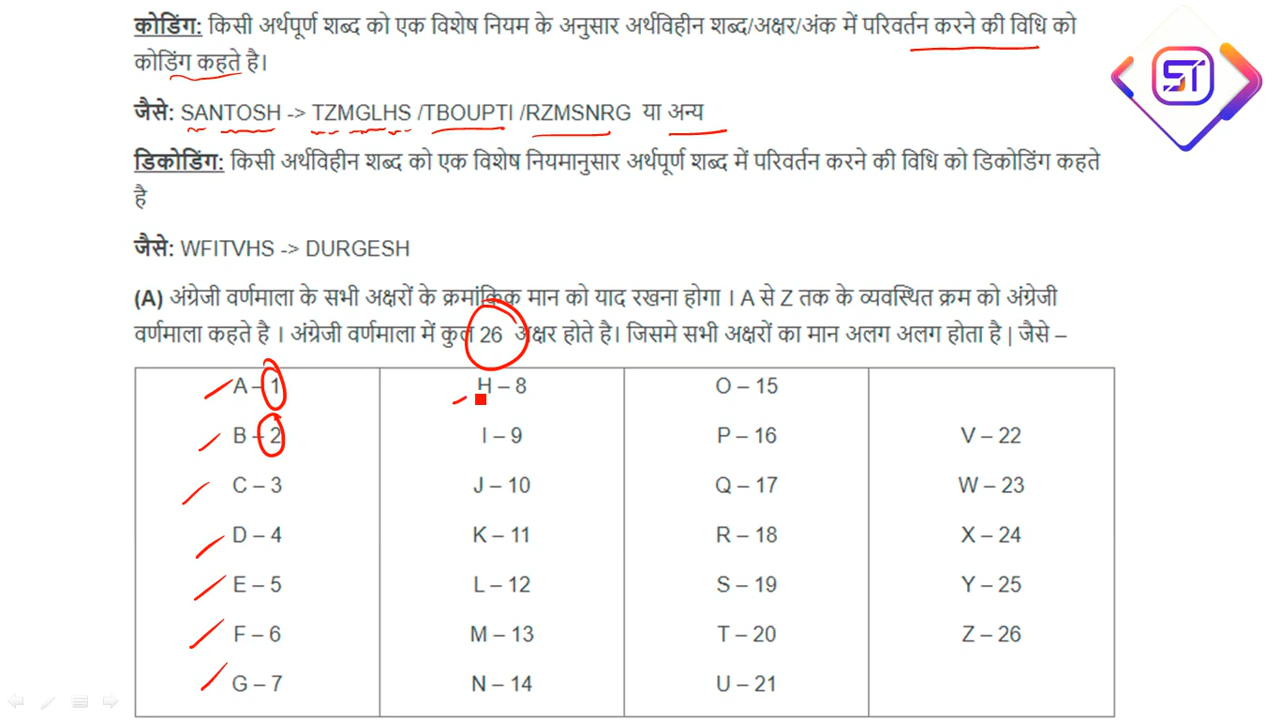 कोडिंग: किसी अर्थपूर्ण शब्द को एक विशेष नियम के अनुसार अर्थविहीन शब्द/अक्षर/अंक में परिवर्तन करने की विधि को
कोडिंग कहते है।
ST
जैसे: SANTOSH -> TZMGLHS /TBOUPTI /RZMSNRG या अन्य
डिकोडिंग: किसी अर्थविहीन शब्द को एक विशेष नियमानुसार अर्थपूर्ण शब्द में परिवर्तन करने की विधि को डिकोडिंग कहते
है
जैसे: WFITVHS -> DURGESH
(A) अंग्रेजी वर्णमाला के सभी अक्षरों के क्रमांकिक मान को याद रखना होगा । A से Z तक के व्यवस्थित क्रम को अंग्रेजी
वर्णमाला कहते है । अंग्रेजी वर्णमाला में कुल 26 अक्षर होते है। जिसमे सभी अक्षरों का मान अलग अलग होता है | जैसे –
A – 1
B – 2
C – 3
D – 4
E – 5
F – 6
G – 7
H – 8
I – 9
J – 10
K – 11
L – 12
M – 13
N – 14
O – 15
P – 16
Q – 17
R – 18
S – 19
T – 20
U – 21
V – 22
W – 23
X – 24
Y – 25
Z – 26